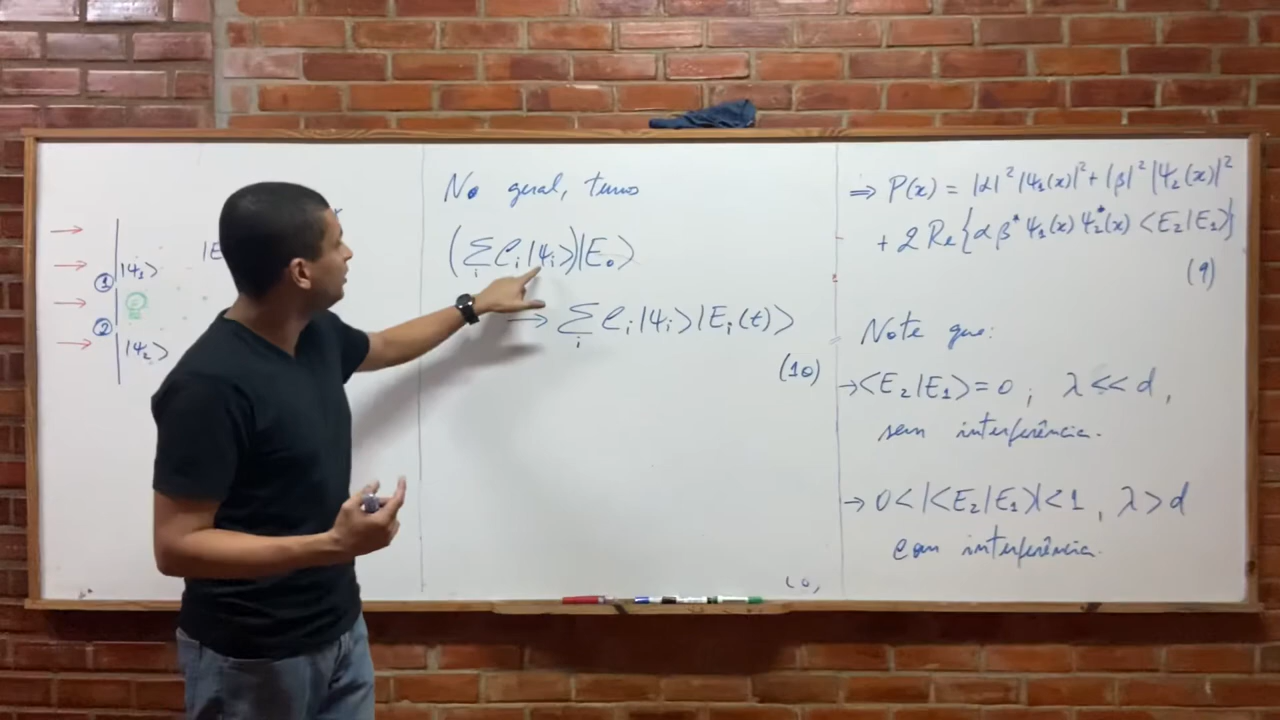 ①
|ψ₁⟩
②
|ψ₂⟩
|E
No geral, temos
(∑ᵢ Cᵢ|ψᵢ⟩)|E₀⟩
→ ∑ᵢ Cᵢ|ψᵢ⟩|Eᵢ(t)⟩
(10)
⇒ P(x) = |α|²|ψ₁(x)|² + |β|²|ψ₂(x)|²
+ 2 Re{αβ* ψ₁(x) ψ₂*(x) <E₂|E₁>}
(9)
Note que:
→ <E₂|E₁> = 0 ; λ << d,
sem interferência.
→ 0 < |<E₂|E₁>| < 1, λ > d
com interferência.